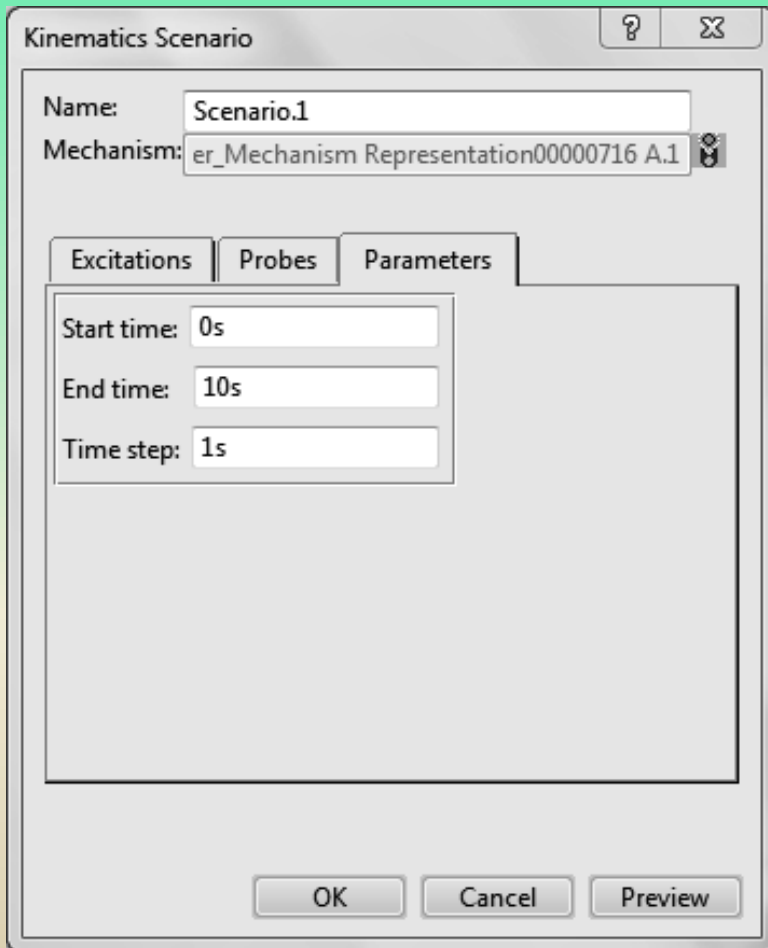 Kinematics Scenario
Name: Scenario.1
Mechanism: er_Mechanism Representation00000716 A.1
Excitations Probes Parameters
Start time: 0s
End time: 10s
Time step: 1s
OK Cancel Preview